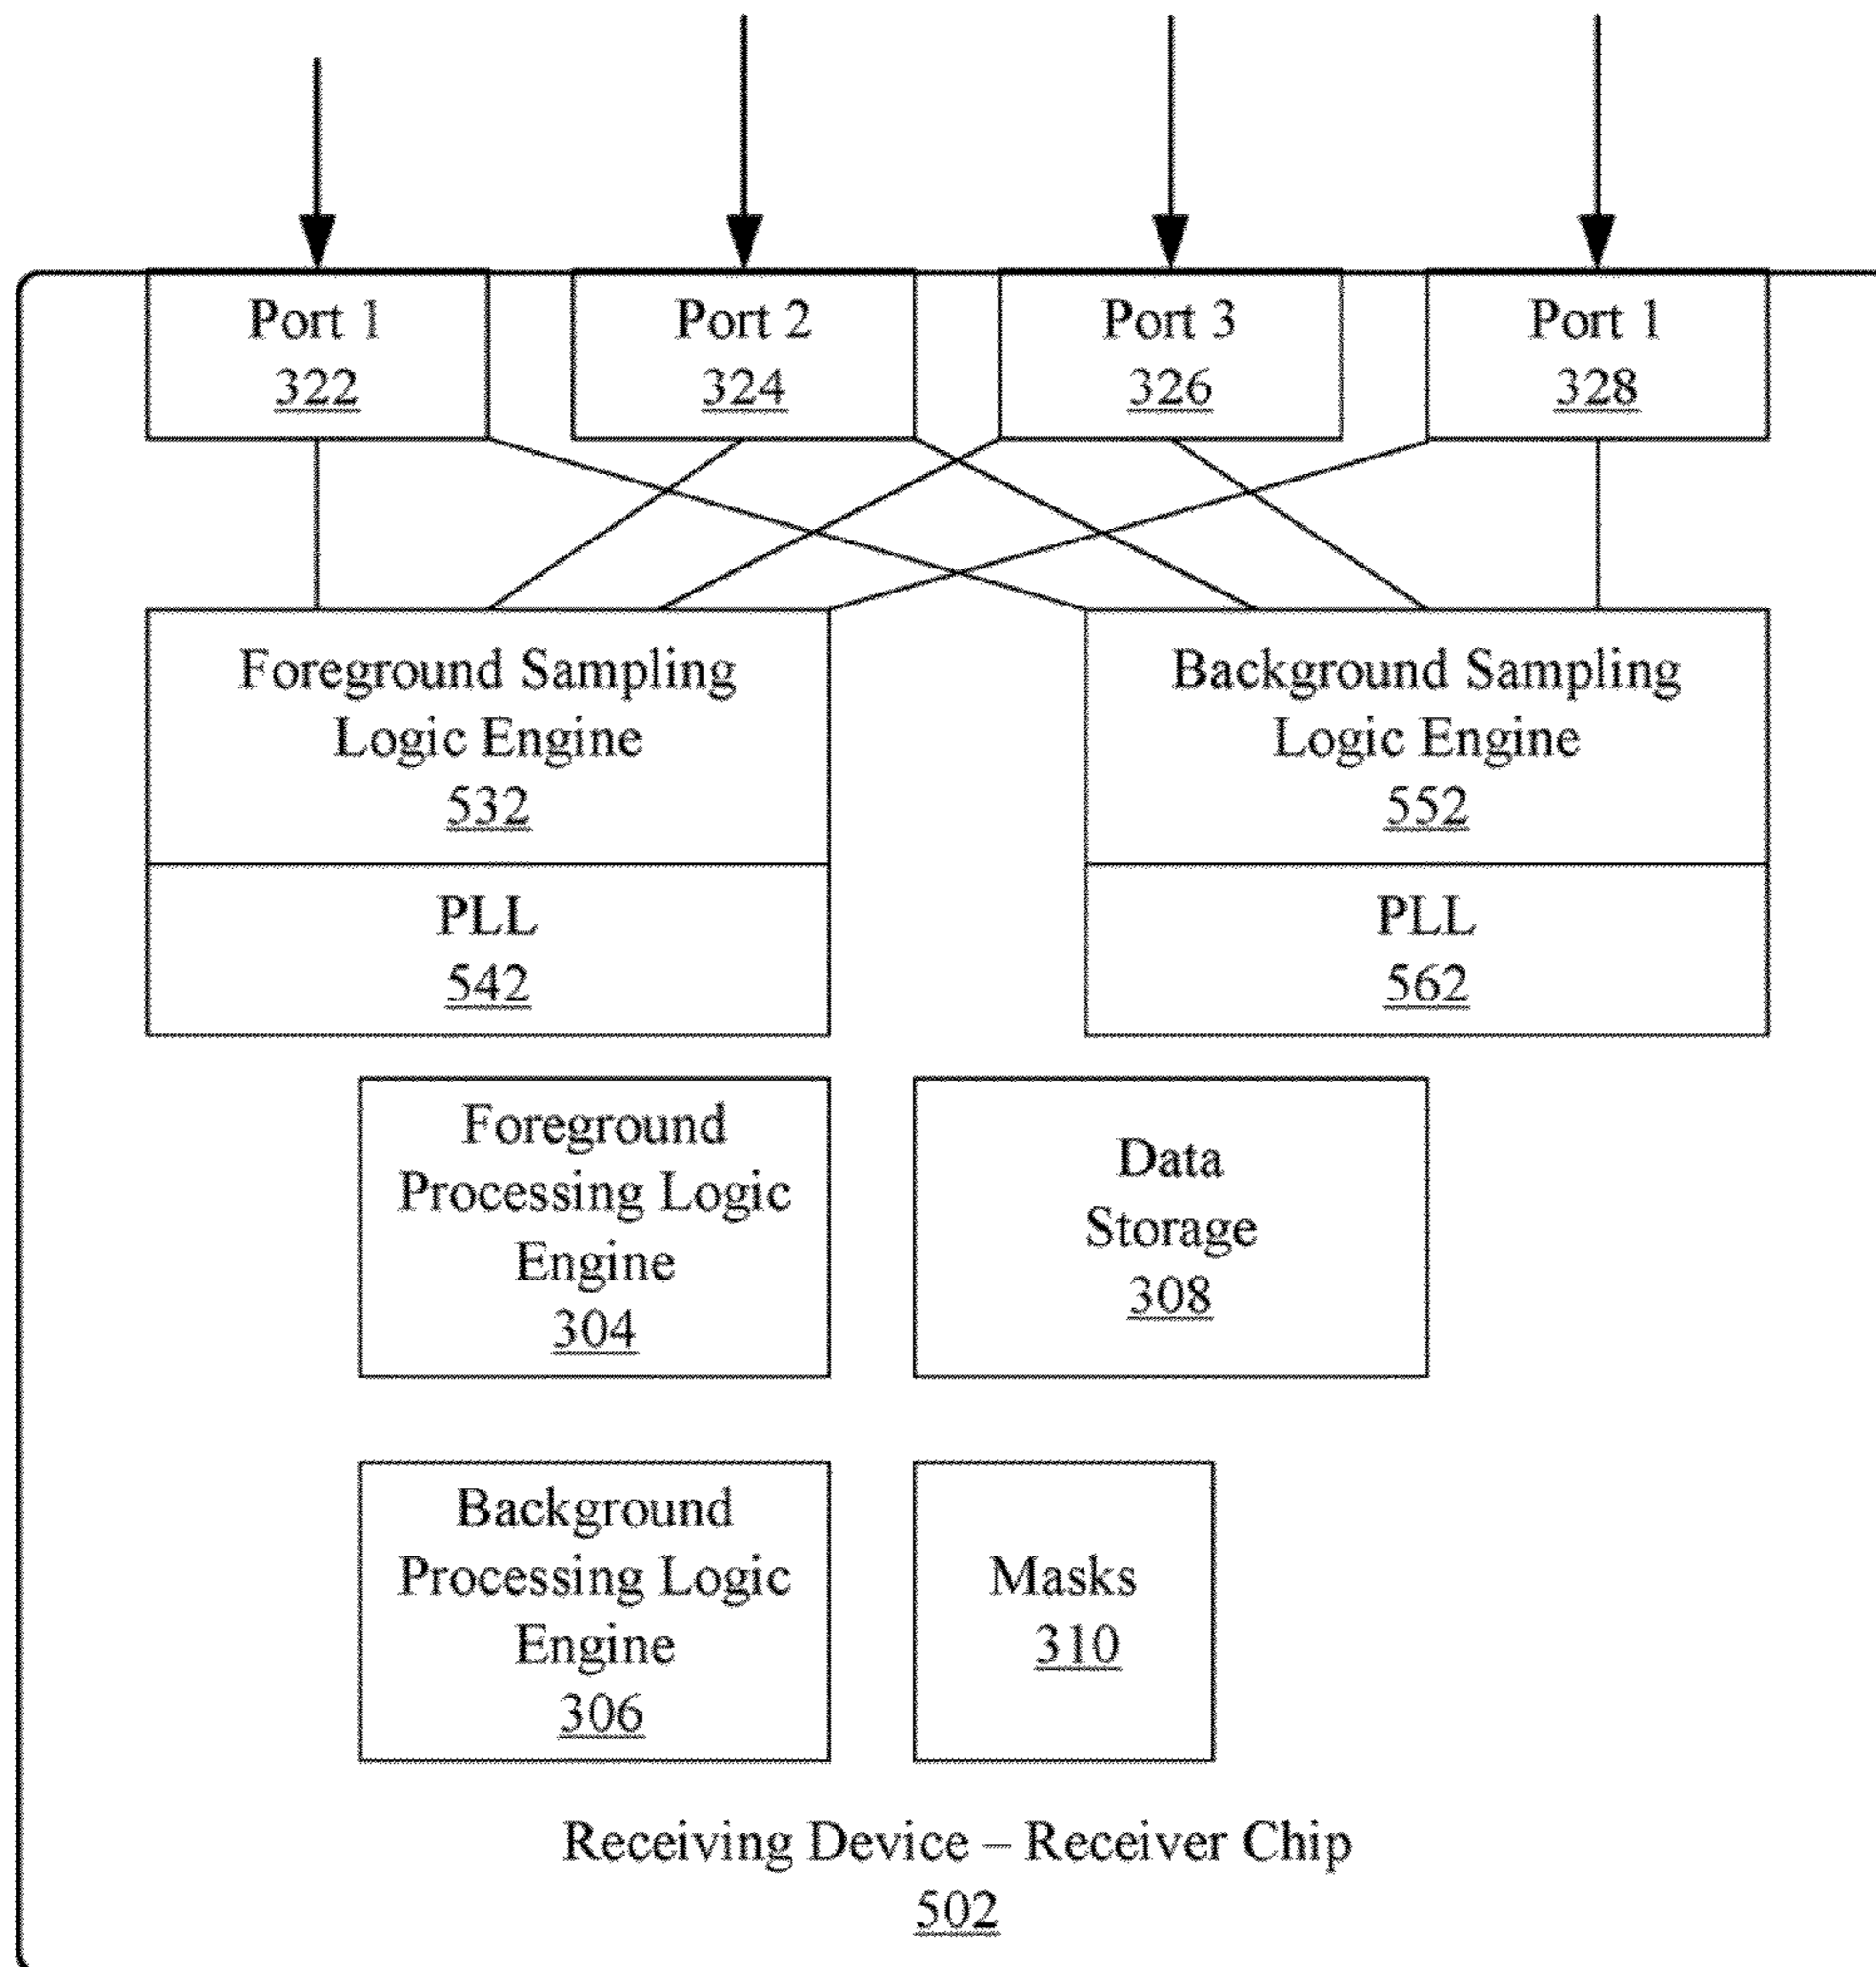 Port 1
322
Port 2
324
Port 3
326
Port 1
328
Foreground Sampling
Logic Engine
532
Background Sampling
Logic Engine
552
PLL
542
PLL
562
Foreground
Processing Logic
Engine
304
Data
Storage
308
Background
Processing Logic
Engine
306
Masks
310
Receiving Device – Receiver Chip
502